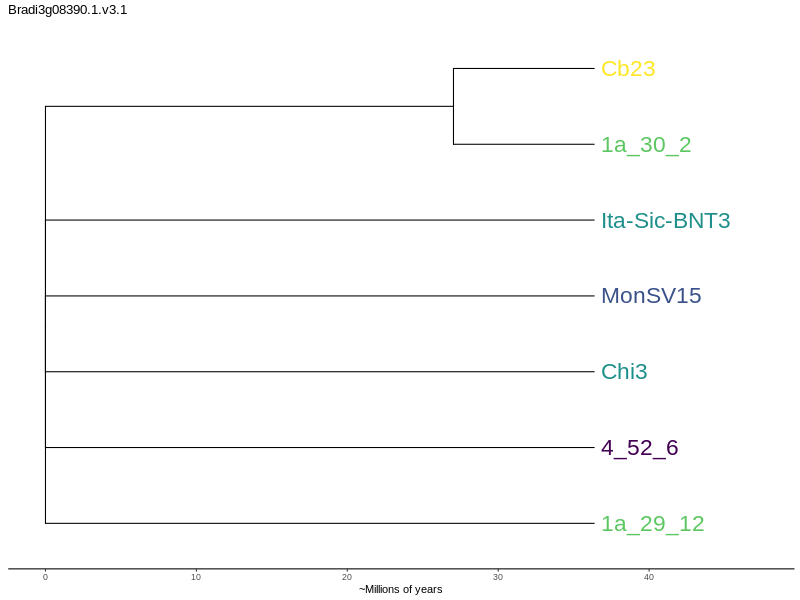 Bradi3g08390.1.v3.1
Cb23
1a_30_2
Ita-Sic-BNT3
MonSV15
Chi3
4_52_6
1a_29_12
0 10 20 30 40
~Millions of years